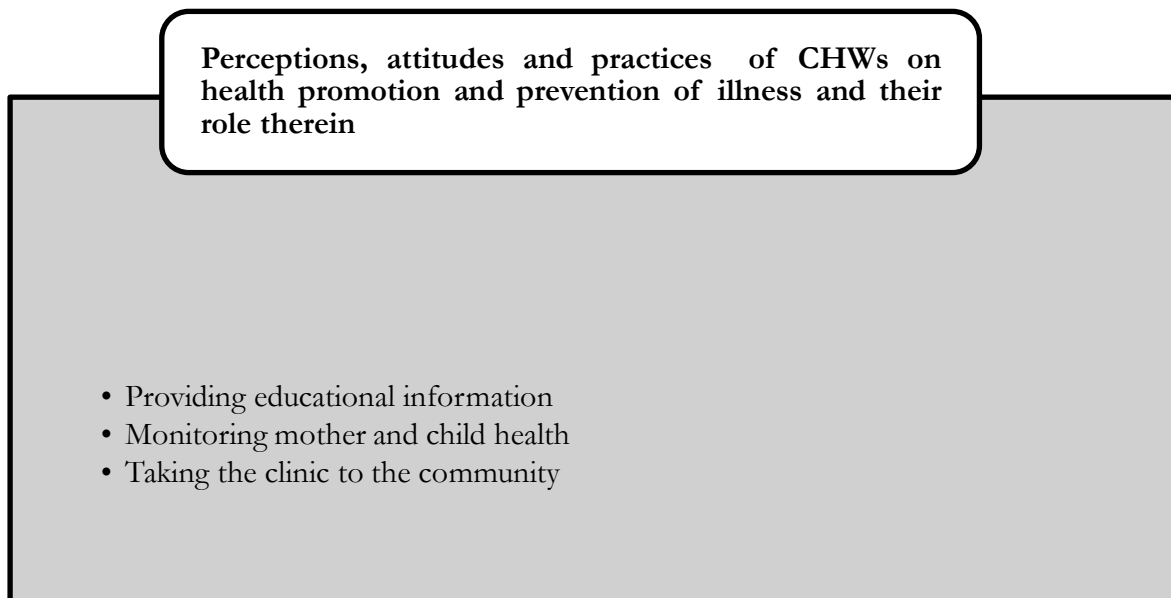 Perceptions, attitudes and practices of CHWs on
health promotion and prevention of illness and their
role therein
• Providing educational information
• Monitoring mother and child health
• Taking the clinic to the community